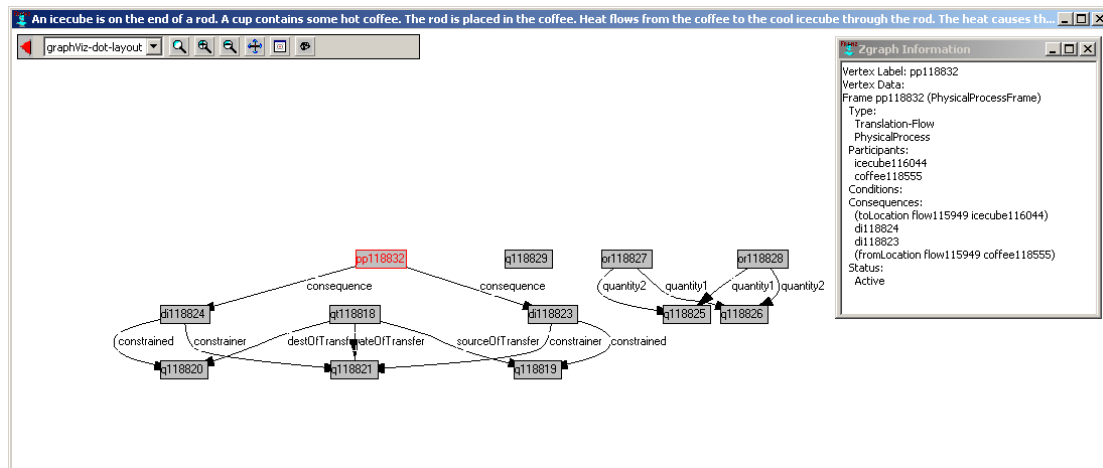 An icecube is on the end of a rod. A cup contains some hot coffee. The rod is placed in the coffee. Heat flows from the coffee to the cool icecube through the rod. The heat causes th...
graphViz-dot-layout
Zgraph Information
Vertex Label: pp118832
Vertex Data:
Frame pp118832 (PhysicalProcessFrame)
Type:
Translation-Flow
PhysicalProcess
Participants:
icecube116044
coffee118555
Conditions:
Consequences:
(toLocation flow115949 icecube116044)
di118824
di118823
(fromLocation flow115949 coffee118555)
Status:
Active
pp118832 q118829 or118827 or118828
consequence consequence quantity2 quantity1 quantity1 quantity2
di118824 qt118818 di118823 q118825 q118826
constrained constrainer sourceOfTransfer constrainer constrained
q118820 q118821 q118819